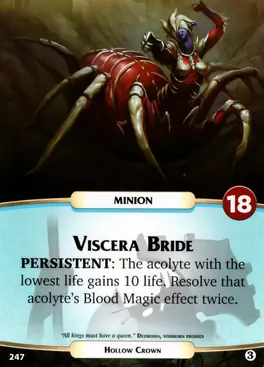 MINION
18
VISCERA BRIDE
PERSISTENT: The acolyte with the
lowest life gains 10 life. Resolve that
acolyte's Blood Magic effect twice.
"All kings must have a queen."
HOLLOW CROWN
247
3